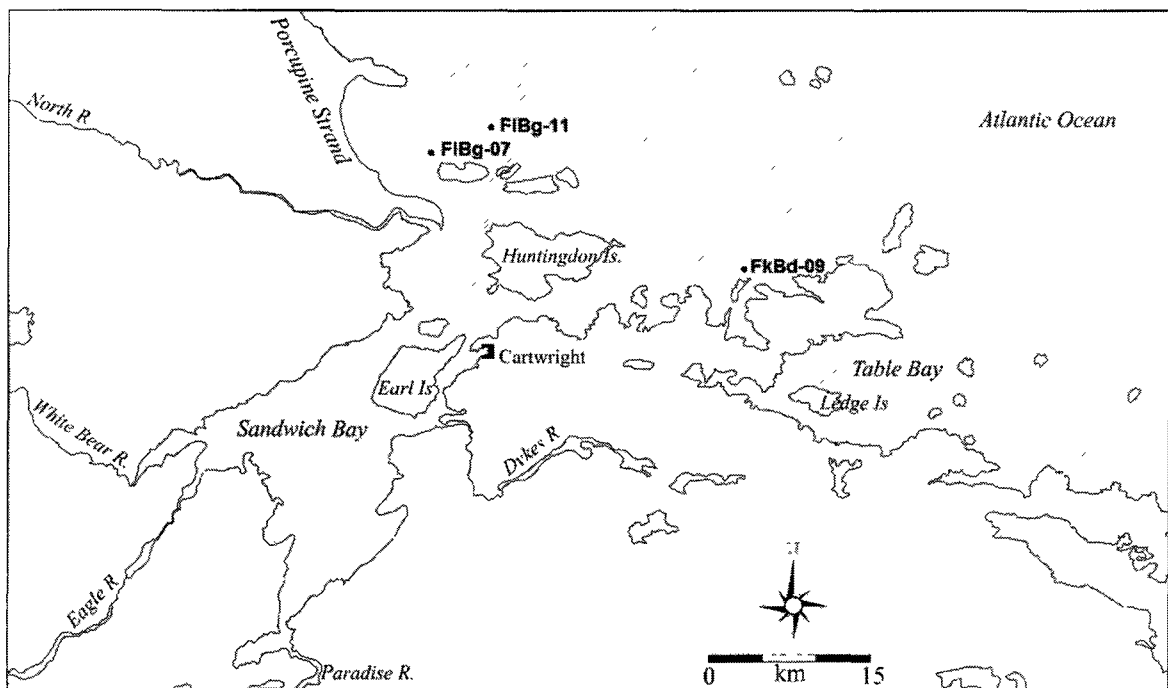 Porcupine Strand
North R
FlBg-11
Atlantic Ocean
FlBg-07
Huntingdon Is.
FkBd-09
Cartwright
Table Bay
Earl Is
Ledge Is
White Bear R.
Sandwich Bay
Dykes R
Eagle R
Paradise R.
0 km 15